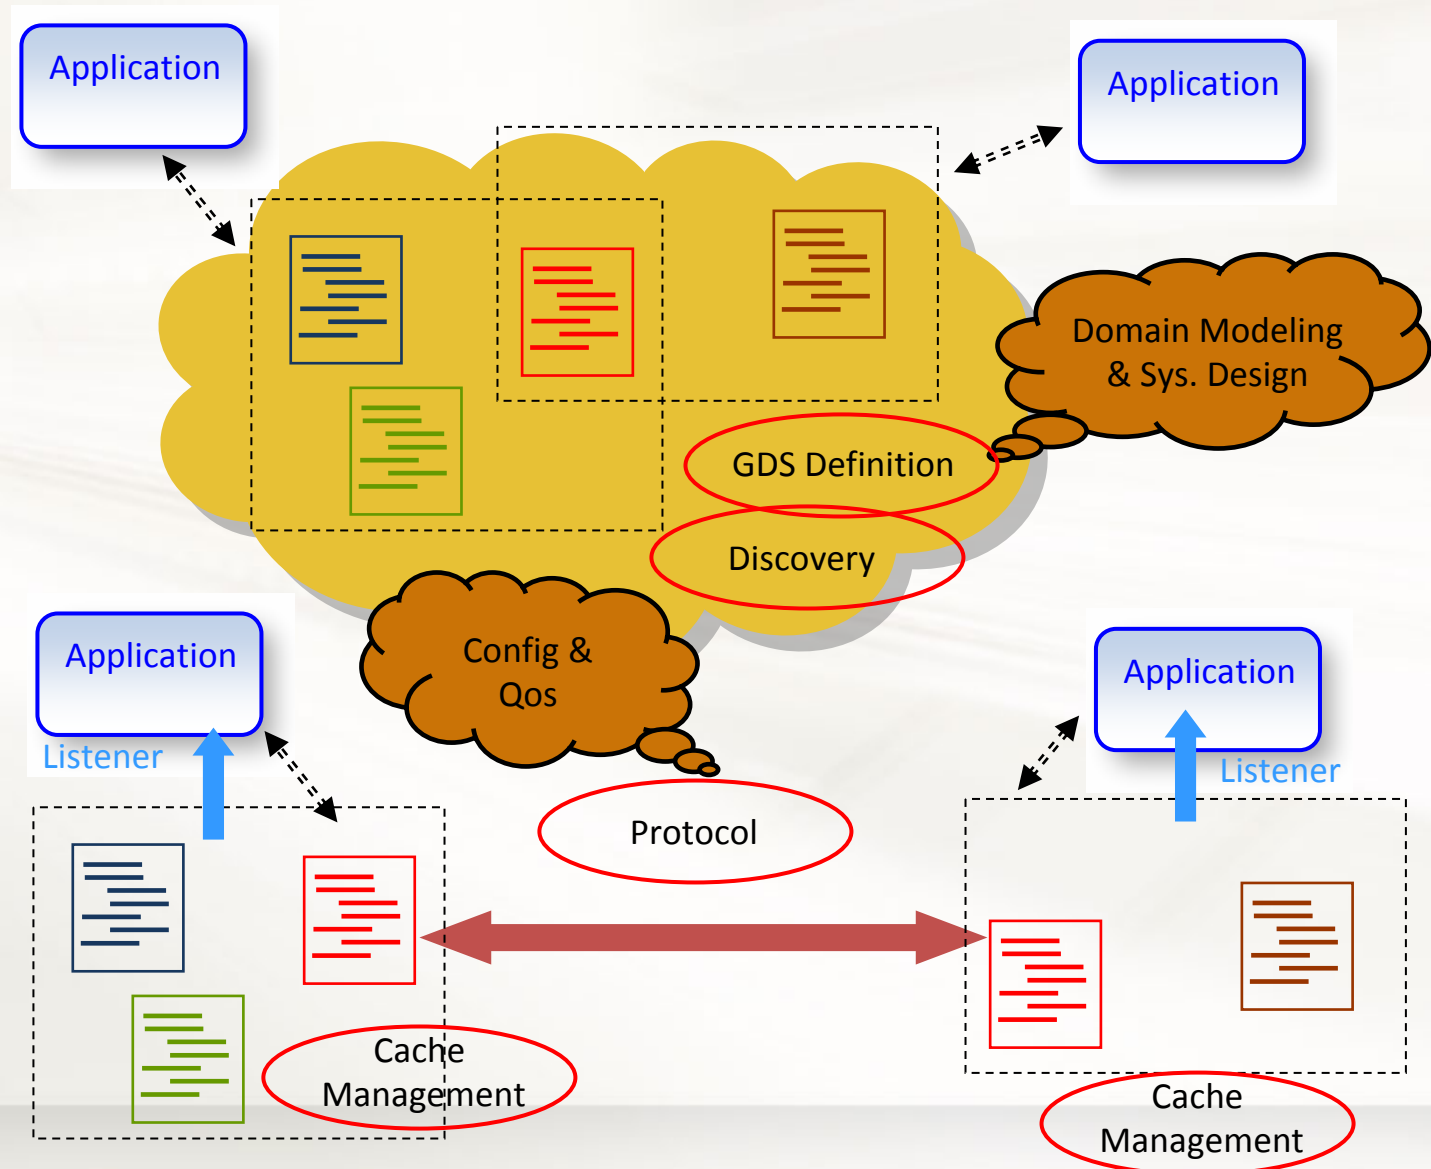 Application
Application
Domain Modeling
& Sys. Design
GDS Definition
Discovery
Config &
Qos
Application
Listener
Application
Listener
Protocol
Cache
Management
Cache
Management